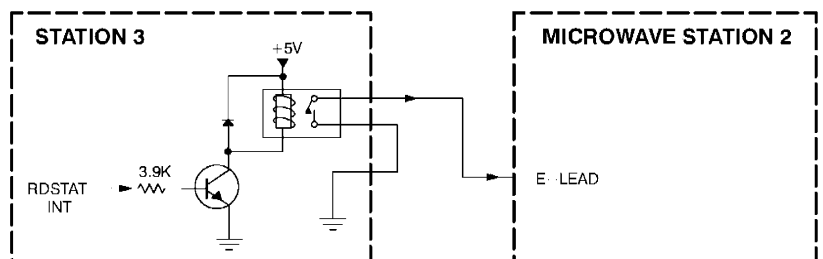 STATION 3
MICROWAVE STATION 2
+5V
3.9K
RDSTAT
INT
E--LEAD